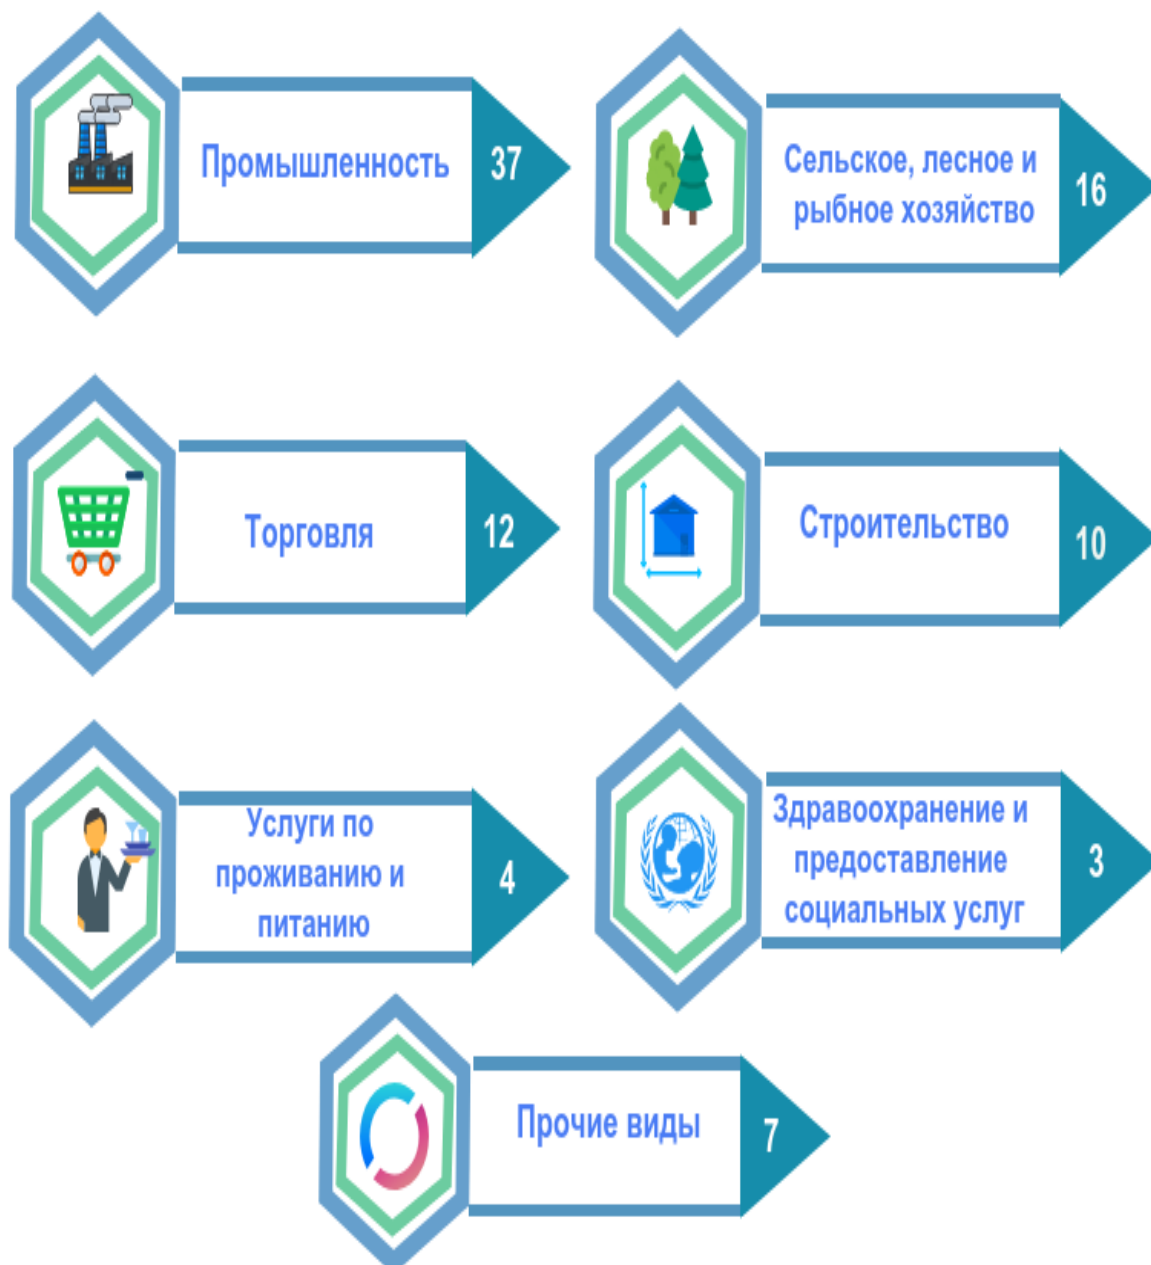 Промышленность
37
Сельское, лесное и
рыбное хозяйство
16
Торговля
12
Строительство
10
Услуги по
проживанию и
питанию
4
Здравоохранение и
предоставление
социальных услуг
3
Прочие виды
7